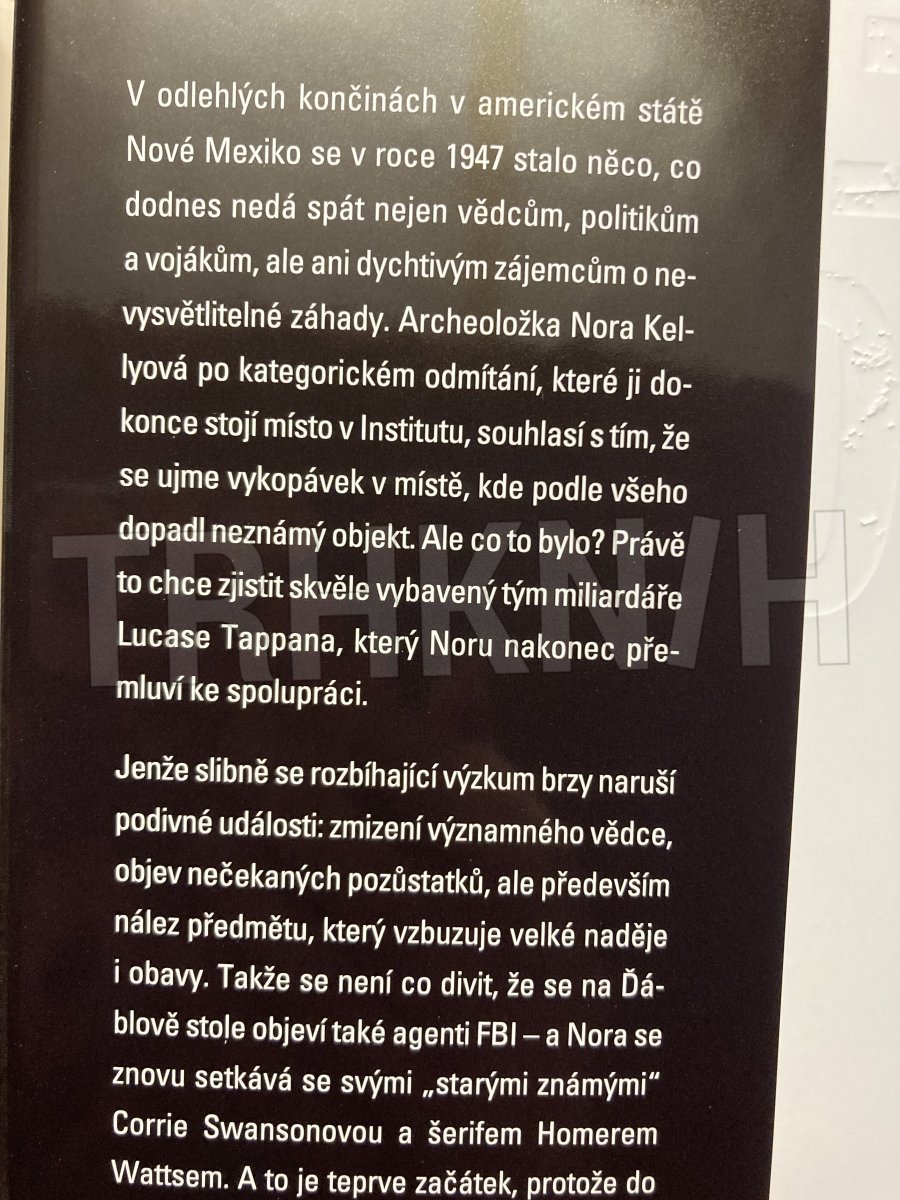 V odlehlých končinách v americkém státě
Nové Mexiko se v roce 1947 stalo něco, co
dodnes nedá spát nejen vědcům, politikům
a vojákům, ale ani dychtivým zájemcům o ne-
vysvětlitelné záhady. Archeoložka Nora Kel-
lyová po kategorickém odmítání, které ji do-
konce stojí místo v Institutu, souhlasí s tím, že
se ujme vykopávek v místě, kde podle všeho
dopadl neznámý objekt. Ale co to bylo? Právě
to chce zjistit skvěle vybavený tým miliardáře
Lucase Tappana, který Noru nakonec pře-
mluví ke spolupráci.
Jenže slibně se rozbíhající výzkum brzy naruší
podivné události: zmizení významného vědce,
objev nečekaných pozůstatků, ale především
nález předmětu, který vzbuzuje velké naděje
i obavy. Takže se není co divit, že se na Ďá-
blově stole objeví také agenti FBI – a Nora se
znovu setkává se svými „starými známými“
Corrie Swansonovou a šerifem Homerem
Wattsem. A to je teprve začátek, protože do
TRHKNIH